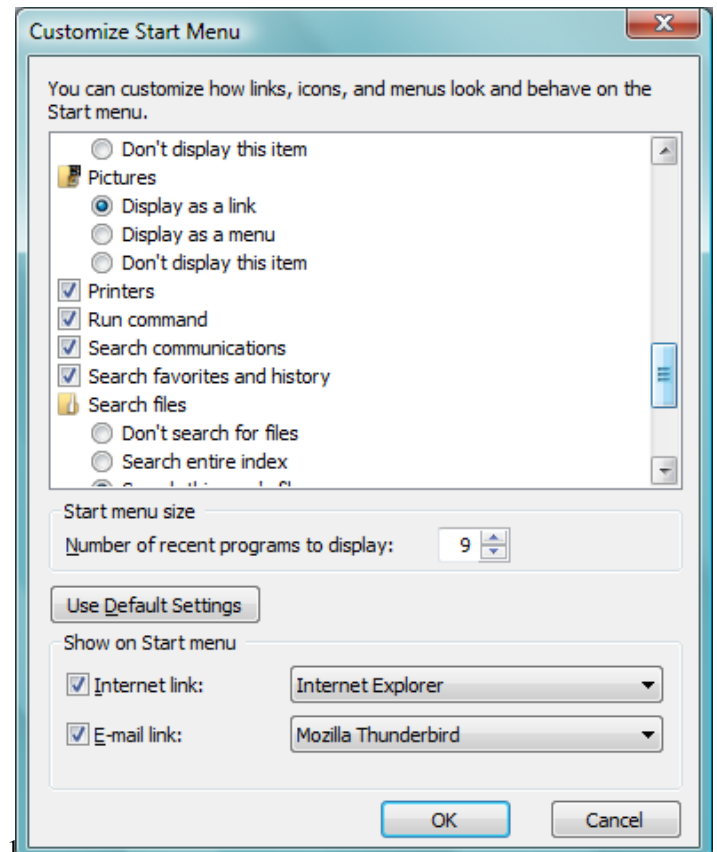 Customize Start Menu
You can customize how links, icons, and menus look and behave on the
Start menu.
Don't display this item
Pictures
Display as a link
Display as a menu
Don't display this item
Printers
Run command
Search communications
Search favorites and history
Search files
Don't search for files
Search entire index
Start menu size
Number of recent programs to display: 9
Use Default Settings
Show on Start menu
Internet link: Internet Explorer
E-mail link: Mozilla Thunderbird
OK Cancel
1